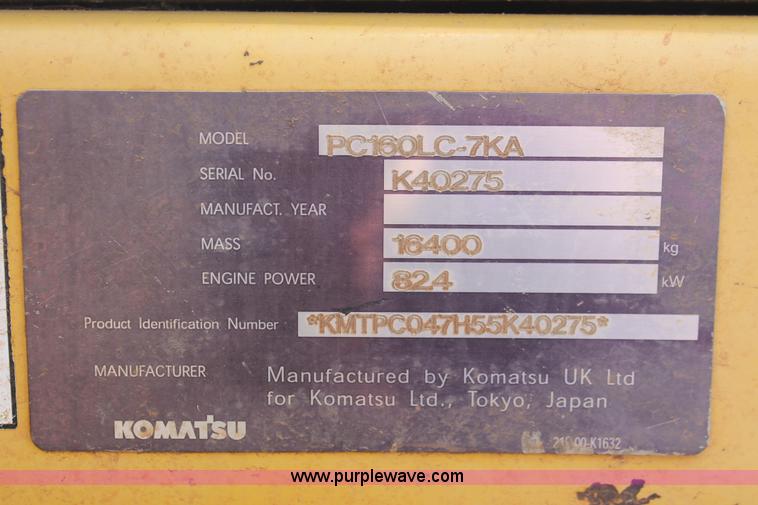 MODEL PC160LC-7KA
SERIAL No. K40275
MANUFACT. YEAR
MASS 16400 kg
ENGINE POWER 82.4 kW
Product Identification Number *KMTPC047H55K40275*
MANUFACTURER Manufactured by Komatsu UK Ltd
for Komatsu Ltd., Tokyo, Japan
KOMATSU
www.purplewave.com